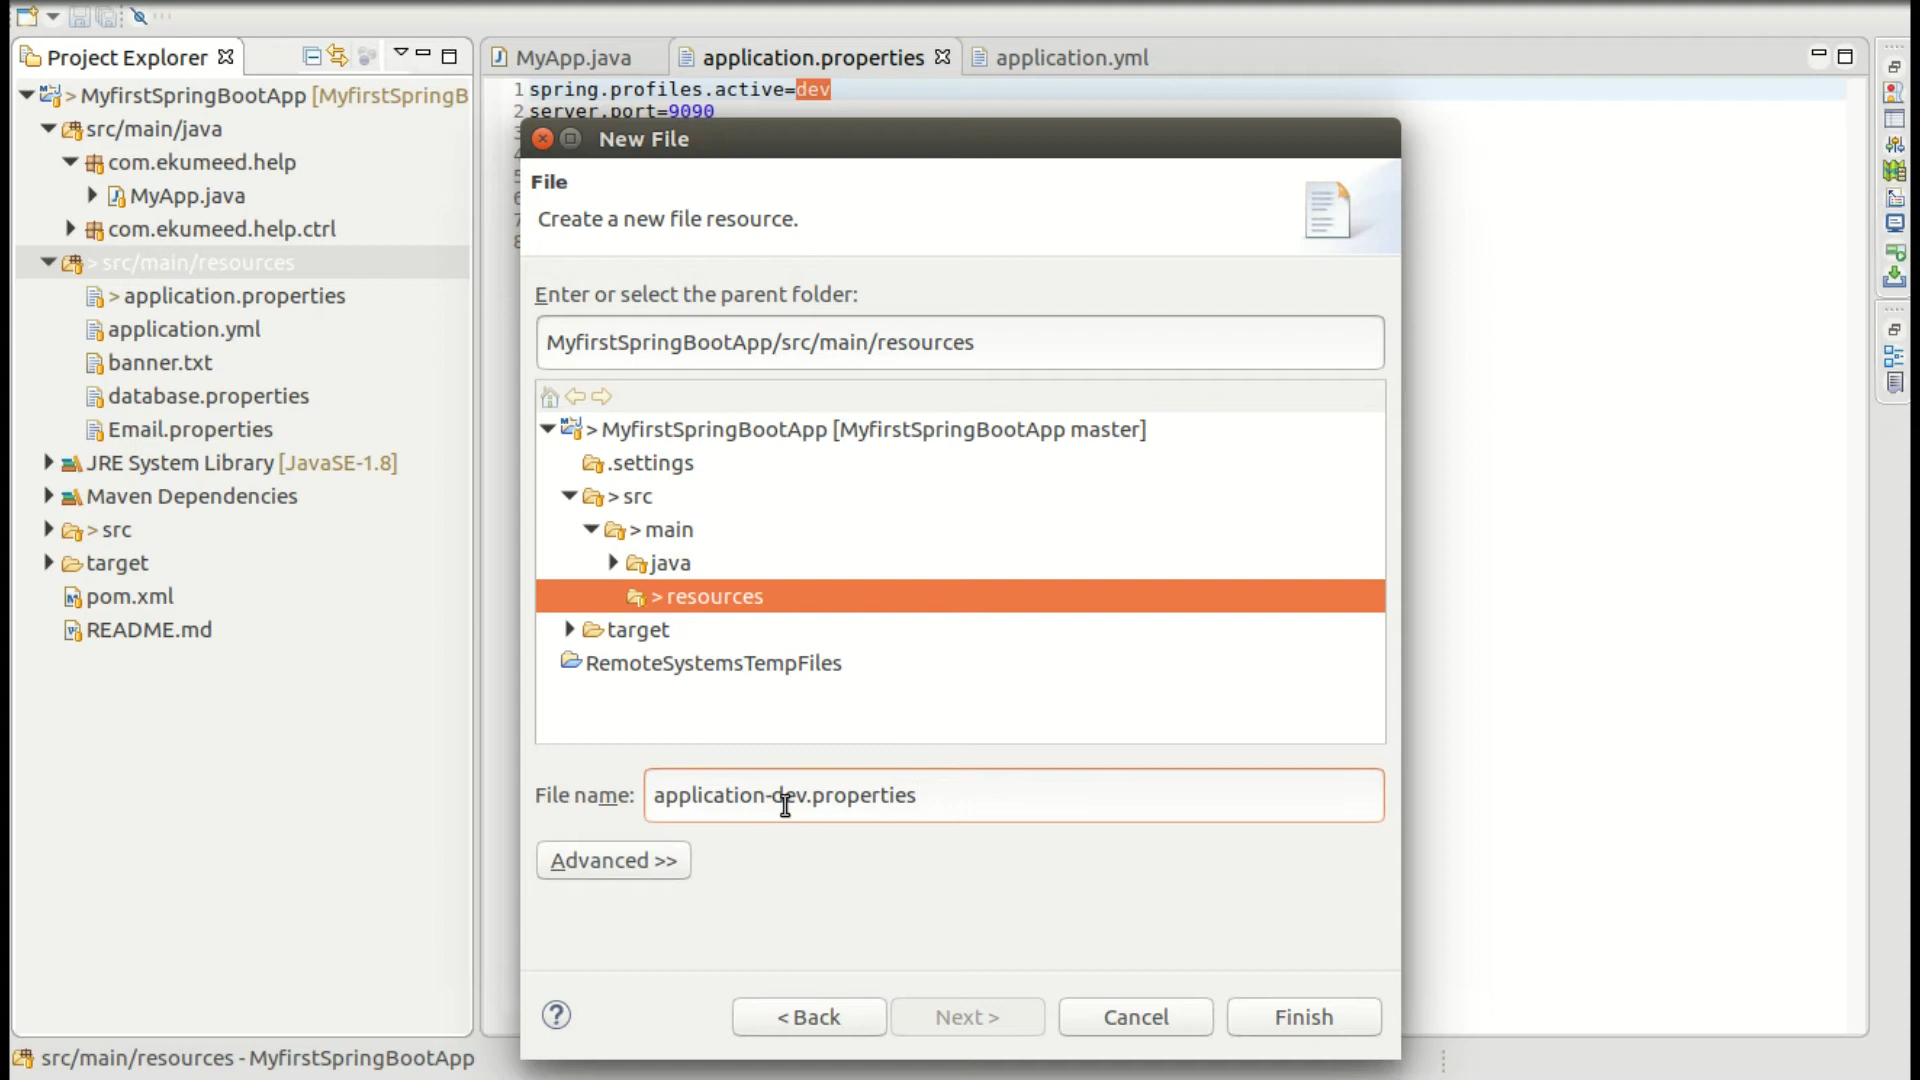 Project Explorer
MyApp.java
application.properties
application.yml
> MyfirstSpringBootApp [MyfirstSpringB
src/main/java
com.ekumeed.help
MyApp.java
com.ekumeed.help.ctrl
> src/main/resources
> application.properties
application.yml
banner.txt
database.properties
Email.properties
JRE System Library [JavaSE-1.8]
Maven Dependencies
> src
target
pom.xml
README.md
1 spring.profiles.active=dev
2 server.port=9090
New File
File
Create a new file resource.
Enter or select the parent folder:
MyfirstSpringBootApp/src/main/resources
> MyfirstSpringBootApp [MyfirstSpringBootApp master]
.settings
> src
> main
java
> resources
target
RemoteSystemsTempFiles
File name: application-dev.properties
Advanced >>
< Back
Next >
Cancel
Finish
src/main/resources - MyfirstSpringBootApp